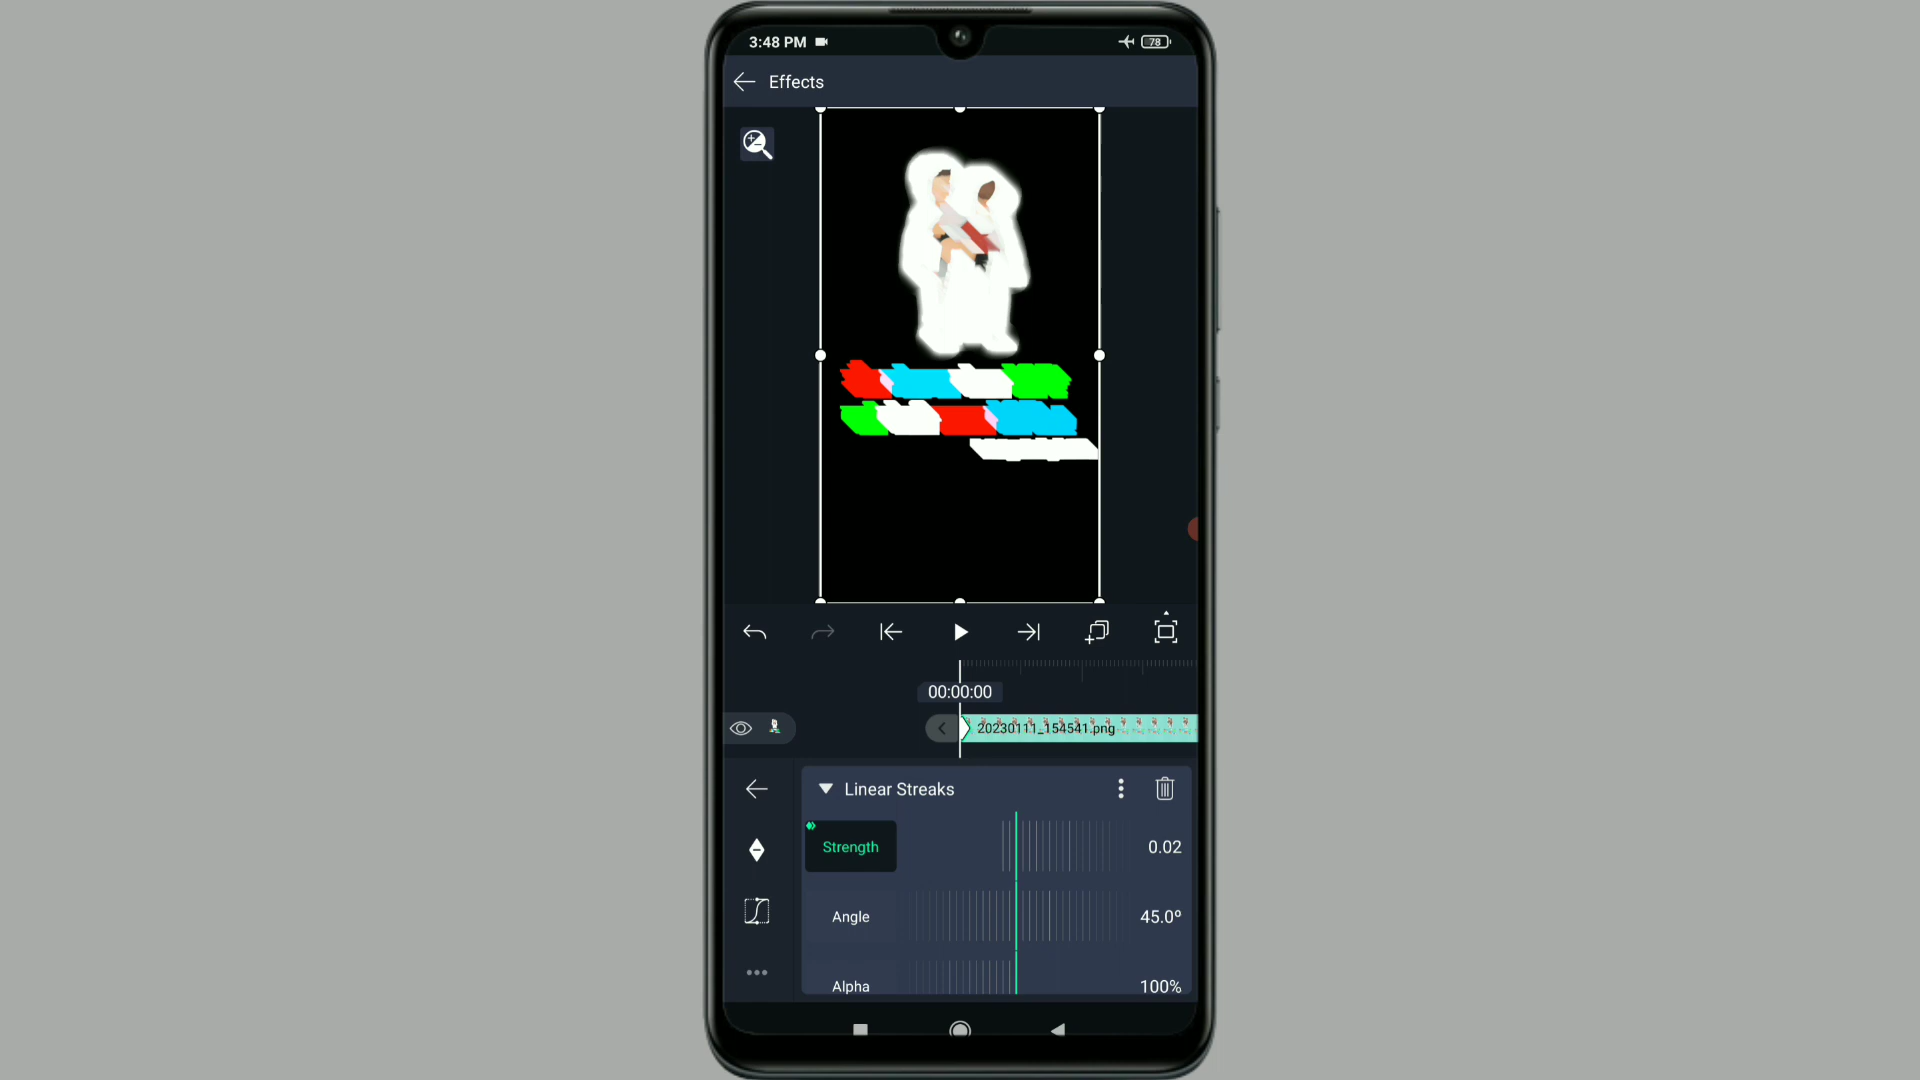 3:48 PM
78
Effects
00:00:00
20230111_154541.png
Linear Streaks
Strength
0.02
Angle
45.0º
Alpha
100%